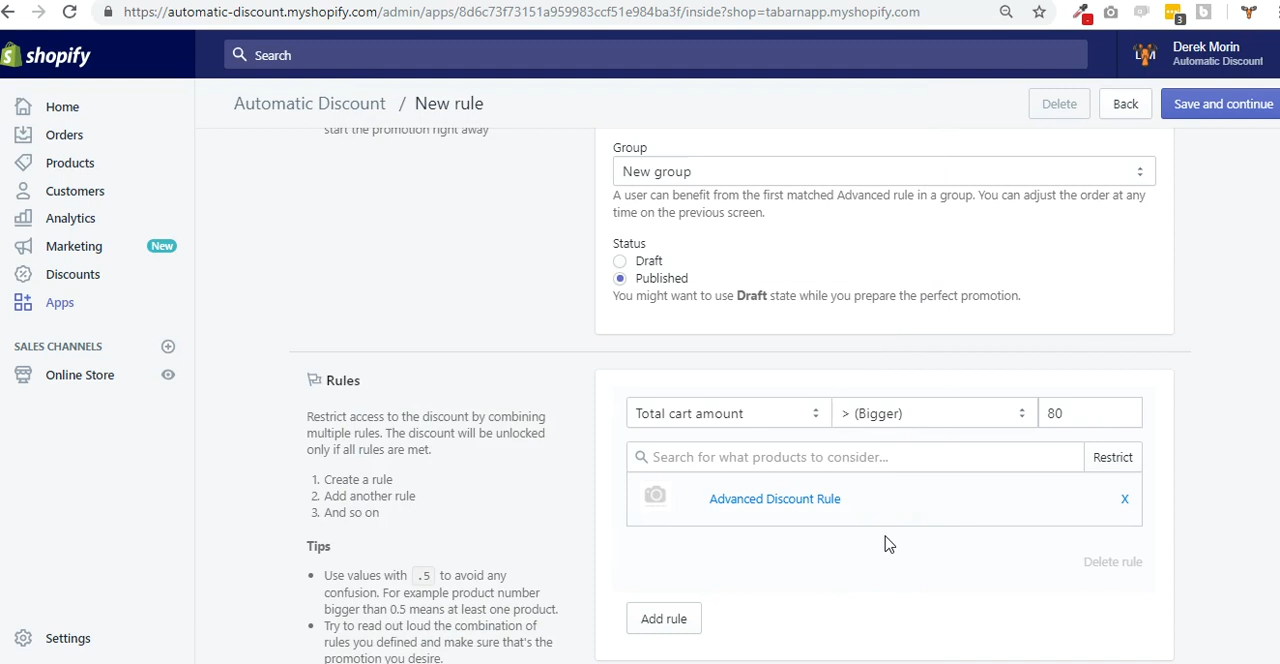 https://automatic-discount.myshopify.com/admin/apps/8d6c73f73151a959983ccf51e984ba3f/inside?shop=tabarnapp.myshopify.com
3
shopify
Search
Derek Morin
Automatic Discount
Automatic Discount / New rule
Delete
Back
Save and continue
Home
Orders
Products
Customers
Analytics
Marketing
New
Discounts
Apps
SALES CHANNELS
Online Store
Settings
start the promotion right away
Group
New group
A user can benefit from the first matched Advanced rule in a group. You can adjust the order at any
time on the previous screen.
Status
Draft
Published
You might want to use Draft state while you prepare the perfect promotion.
Rules
Restrict access to the discount by combining
multiple rules. The discount will be unlocked
only if all rules are met.
1. Create a rule
2. Add another rule
3. And so on
Tips
• Use values with .5 to avoid any
confusion. For example product number
bigger than 0.5 means at least one product.
• Try to read out loud the combination of
rules you defined and make sure that's the
promotion you desire.
Total cart amount
> (Bigger)
80
Search for what products to consider...
Restrict
Advanced Discount Rule
X
Delete rule
Add rule